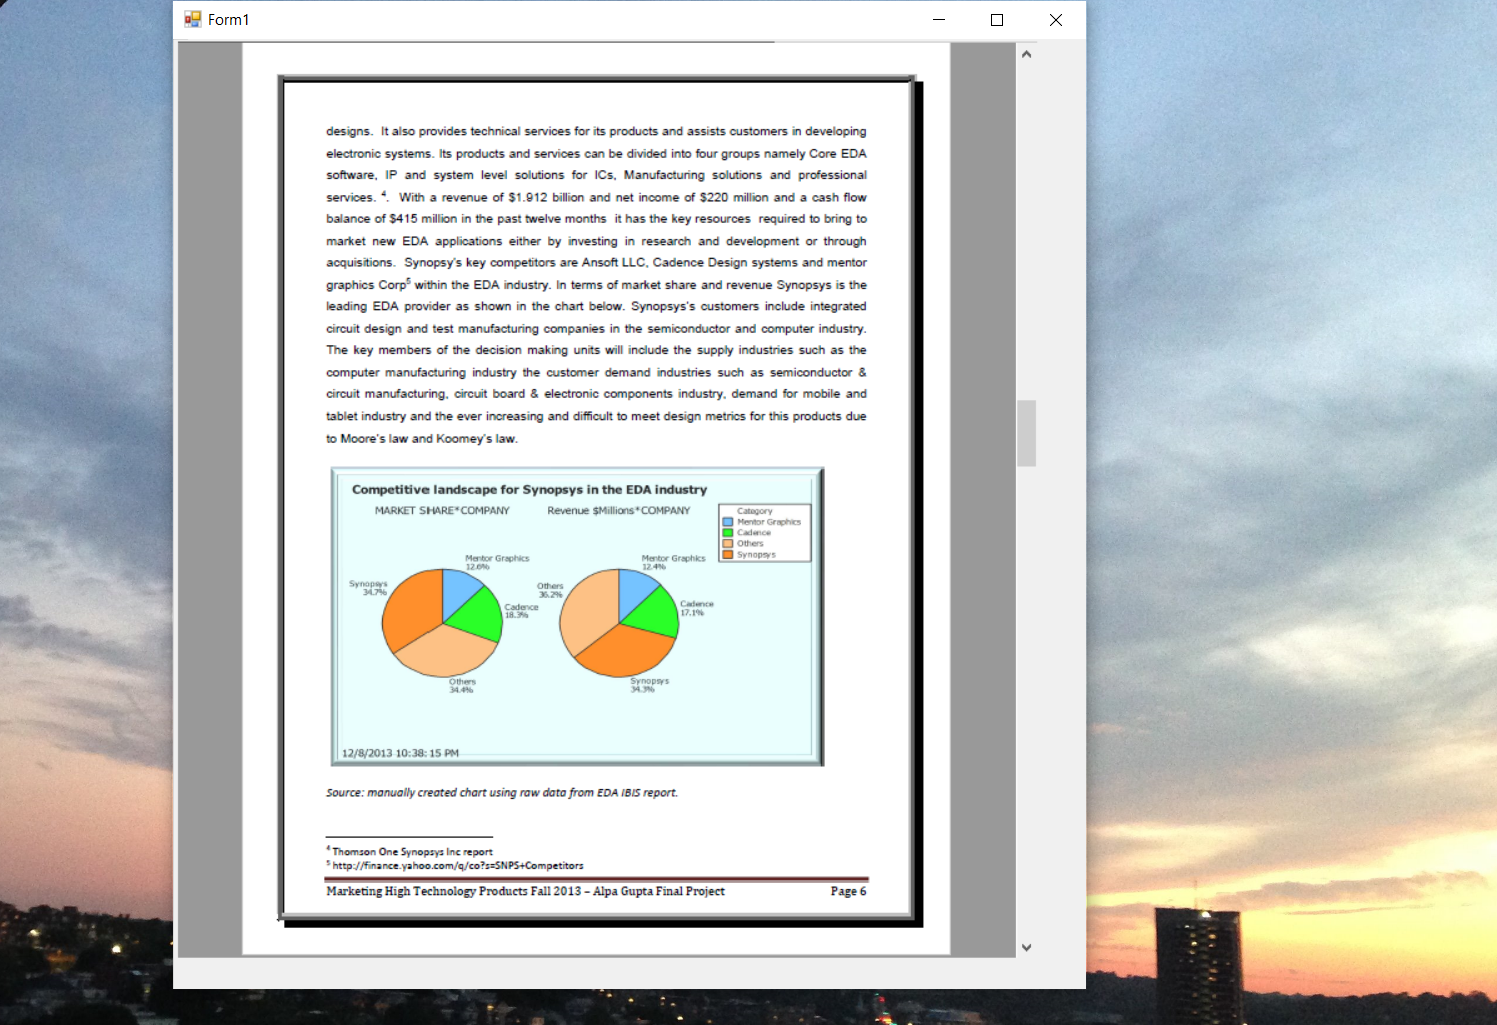 Form1
designs. It also provides technical services for its products and assists customers in developing
electronic systems. Its products and services can be divided into four groups namely Core EDA
software, IP and system level solutions for ICs, Manufacturing solutions and professional
services. 4. With a revenue of $1.912 billion and net income of $220 million and a cash flow
balance of $415 million in the past twelve months it has the key resources required to bring to
market new EDA applications either by investing in research and development or through
acquisitions. Synopsy's key competitors are Ansoft LLC, Cadence Design systems and mentor
graphics Corp5 within the EDA industry. In terms of market share and revenue Synopsys is the
leading EDA provider as shown in the chart below. Synopsys's customers include integrated
circuit design and test manufacturing companies in the semiconductor and computer industry.
The key members of the decision making units will include the supply industries such as the
computer manufacturing industry the customer demand industries such as semiconductor &
circuit manufacturing, circuit board & electronic components industry, demand for mobile and
tablet industry and the ever increasing and difficult to meet design metrics for this products due
to Moore's law and Koomey's law.
Competitive landscape for Synopsys in the EDA industry
MARKET SHARE*COMPANY
Revenue $Millions*COMPANY
Category
Mentor Graphics
Cadence
Others
Synopsys
Mentor Graphics
12.6%
Synopsys
34.7%
Cadence
18.3%
Others
34.4%
Mentor Graphics
12.4%
Others
36.2%
Cadence
17.1%
Synopsys
34.3%
12/8/2013 10:38:15 PM
Source: manually created chart using raw data from EDA IBIS report.
4 Thomson One Synopsys Inc report
5 http://finance.yahoo.com/q/co?s=SNPS+Competitors
Marketing High Technology Products Fall 2013 – Alpa Gupta Final Project Page 6